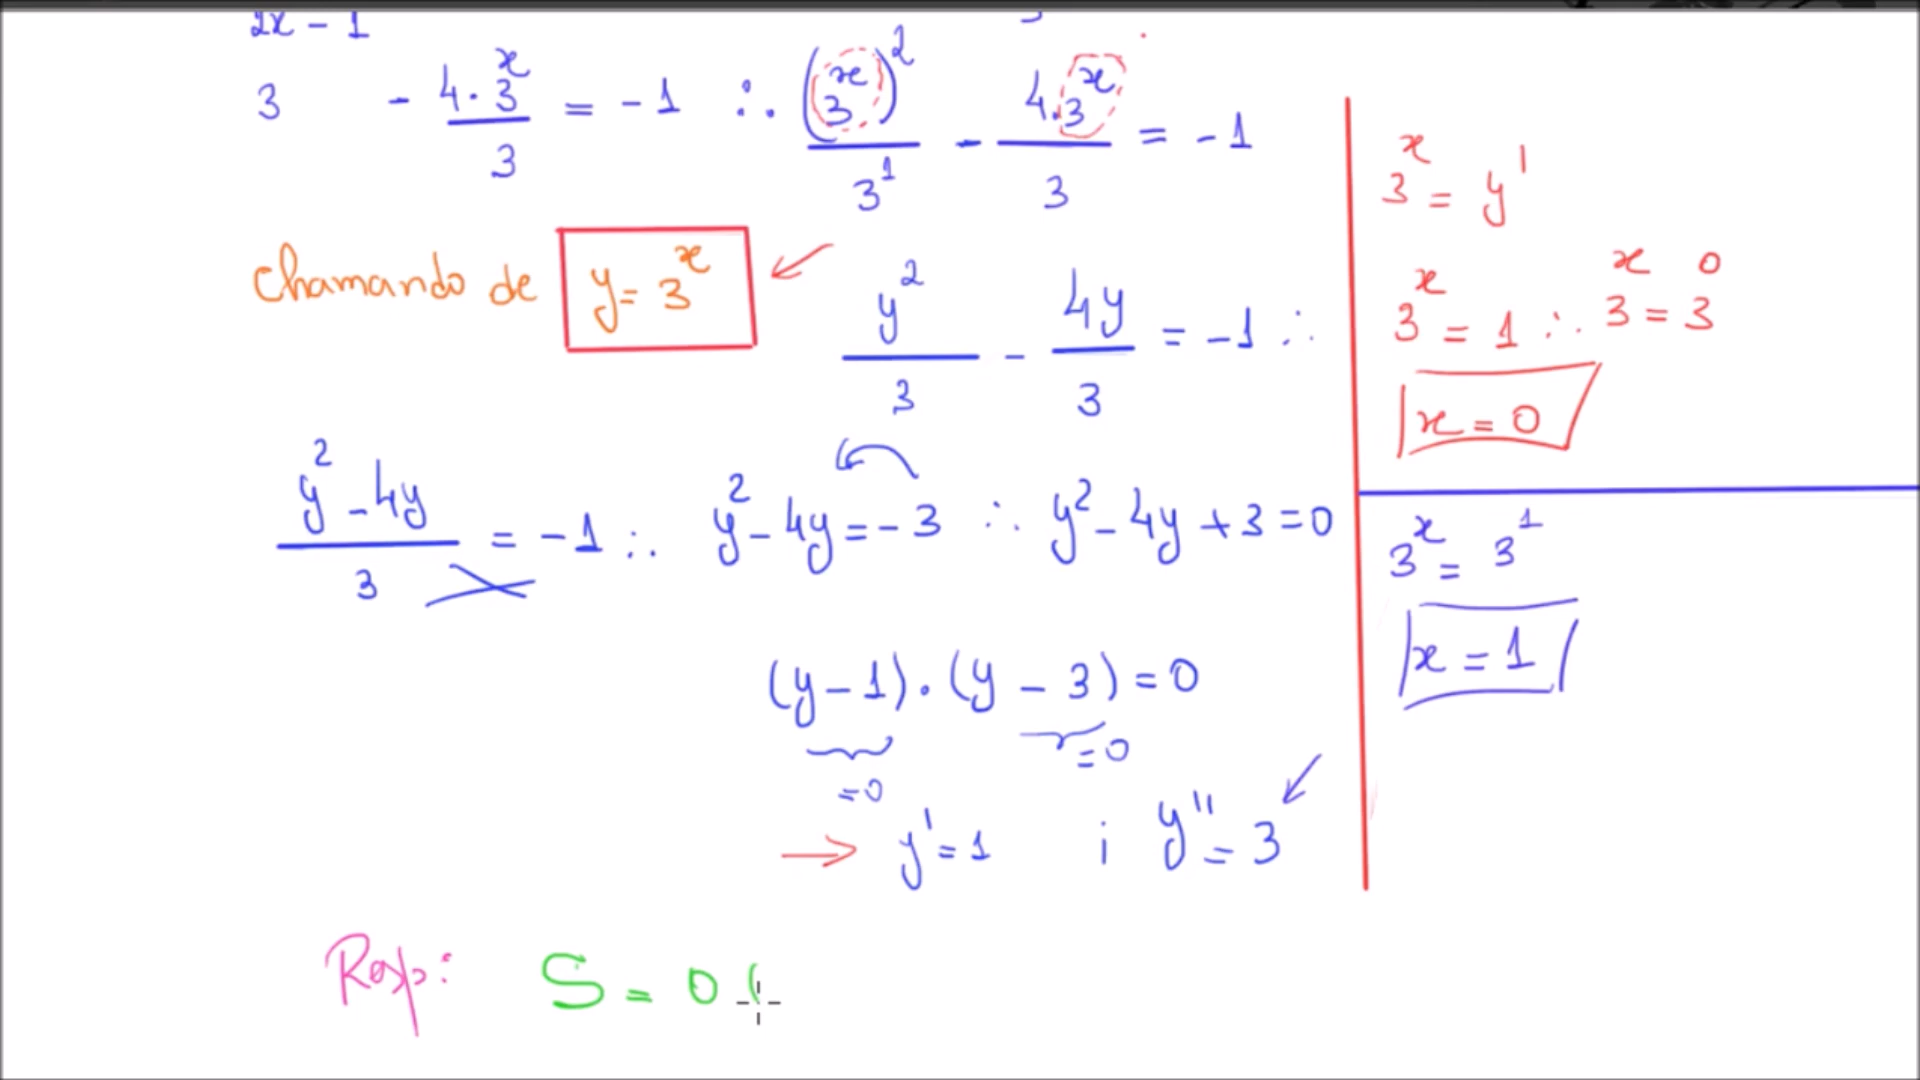 3^(2x-1) - (4·3^x)/3 = -1 ∴ (3^x)^2/3^1 - (4·3^x)/3 = -1
Chamando de y = 3^x
y^2/3 - 4y/3 = -1 ∴
(y^2 - 4y)/3 = -1 ∴ y^2 - 4y = -3 ∴ y^2 - 4y + 3 = 0
(y - 1)·(y - 3) = 0
= 0
= 0
→ y' = 1 i y'' = 3
3^x = y'
3^x = 1 ∴ 3^x = 3^0
x = 0
3^x = 3^1
x = 1
Resp: S = 0